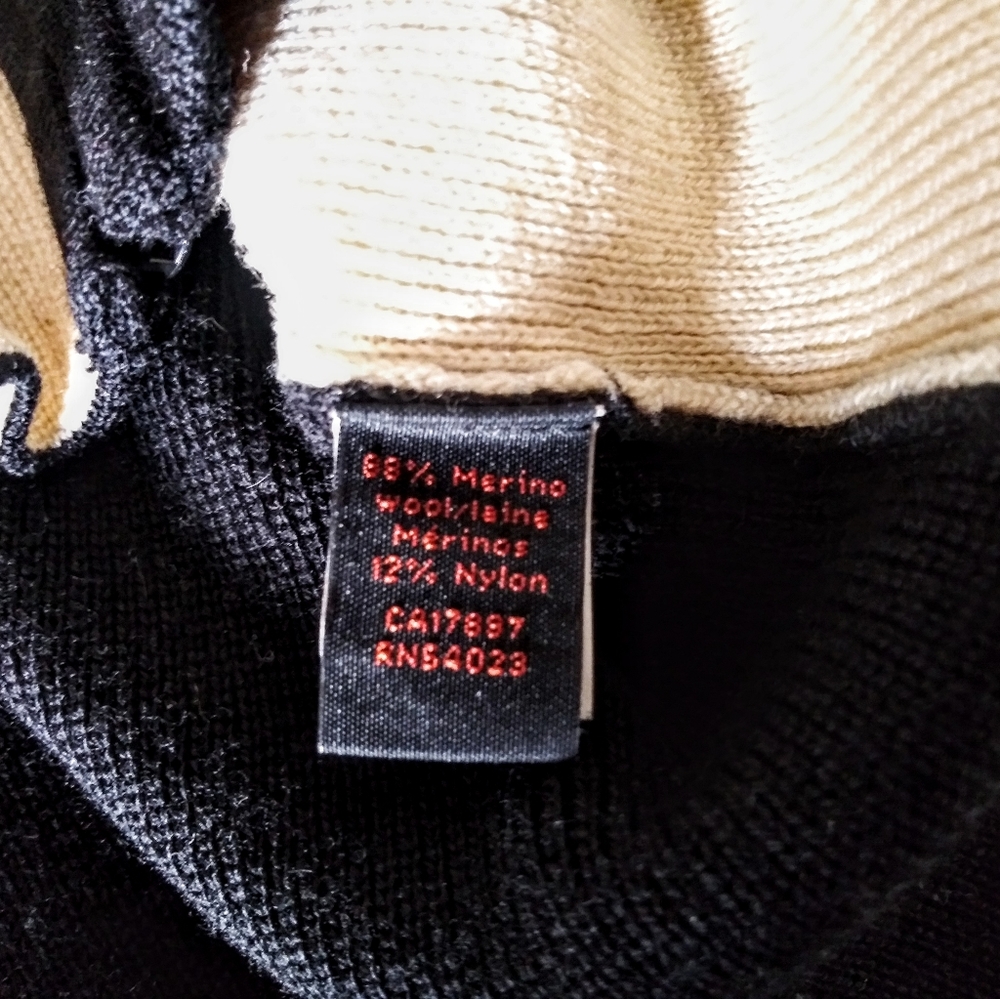 88% Merino
wool/laine
Mérinos
12% Nylon
CA17897
RN54023